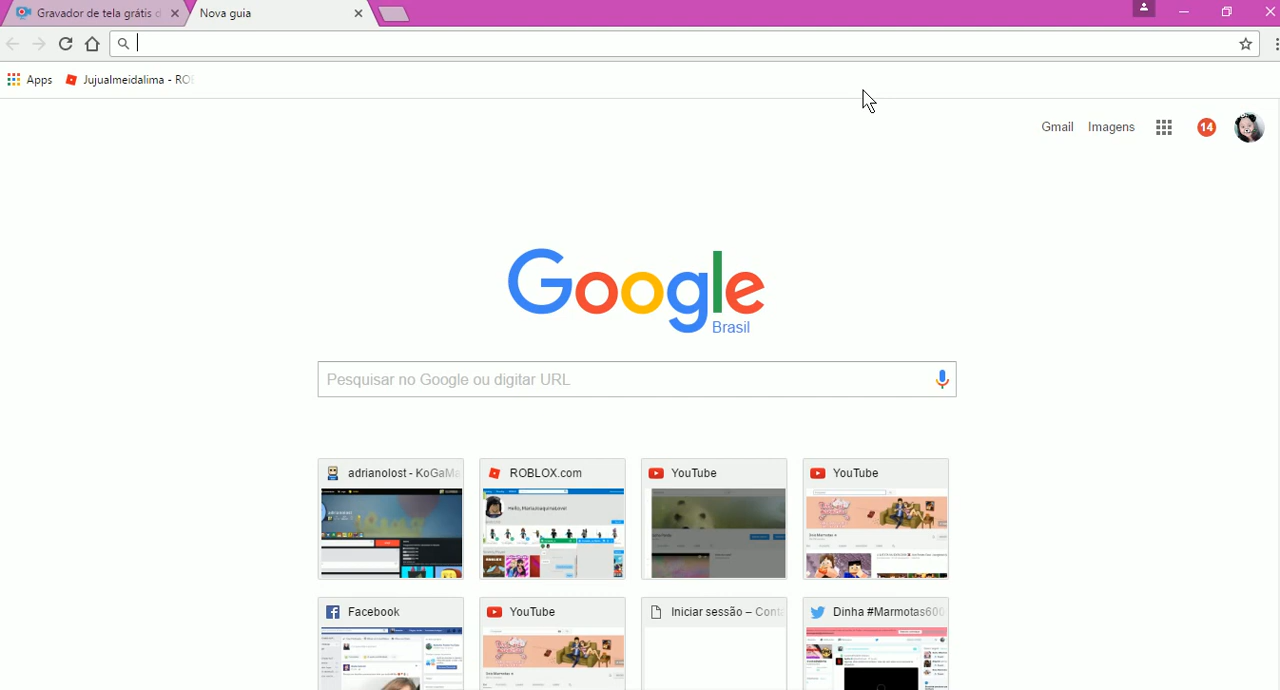 Gravador de tela grátis d
Nova guia
Apps
Jujualmeidalima - RO
Gmail
Imagens
14
Google
Brasil
Pesquisar no Google ou digitar URL
adrianolost - KoGaMa
ROBLOX.com
YouTube
YouTube
Facebook
YouTube
Iniciar sessão – Conta
Dinha #Marmotas600